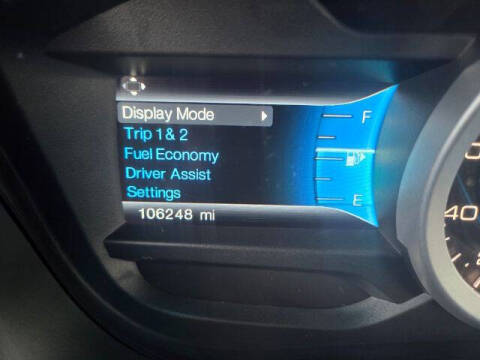 Display Mode
Trip 1 & 2
Fuel Economy
Driver Assist
Settings
106248 mi
F
E
40